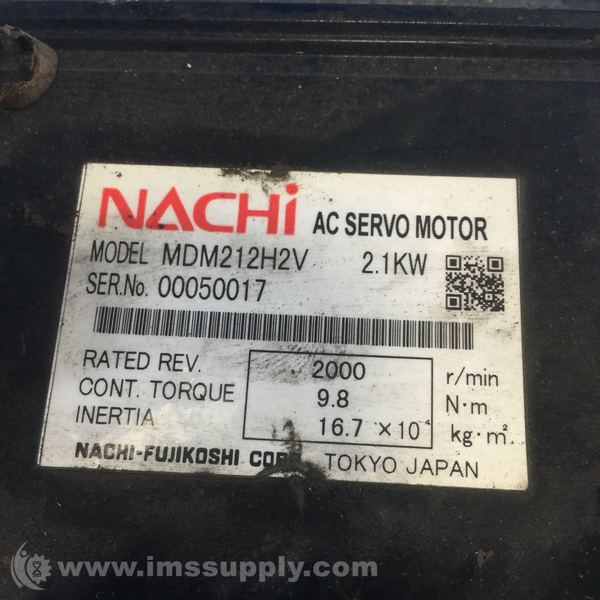 NACHi AC SERVO MOTOR
MODEL MDM212H2V 2.1KW
SER.No. 00050017
RATED REV. 2000 r/min
CONT. TORQUE 9.8 N·m
INERTIA 16.7 ×10⁻⁴ kg·m².
NACHI-FUJIKOSHI CORP. TOKYO JAPAN
www.imssupply.com